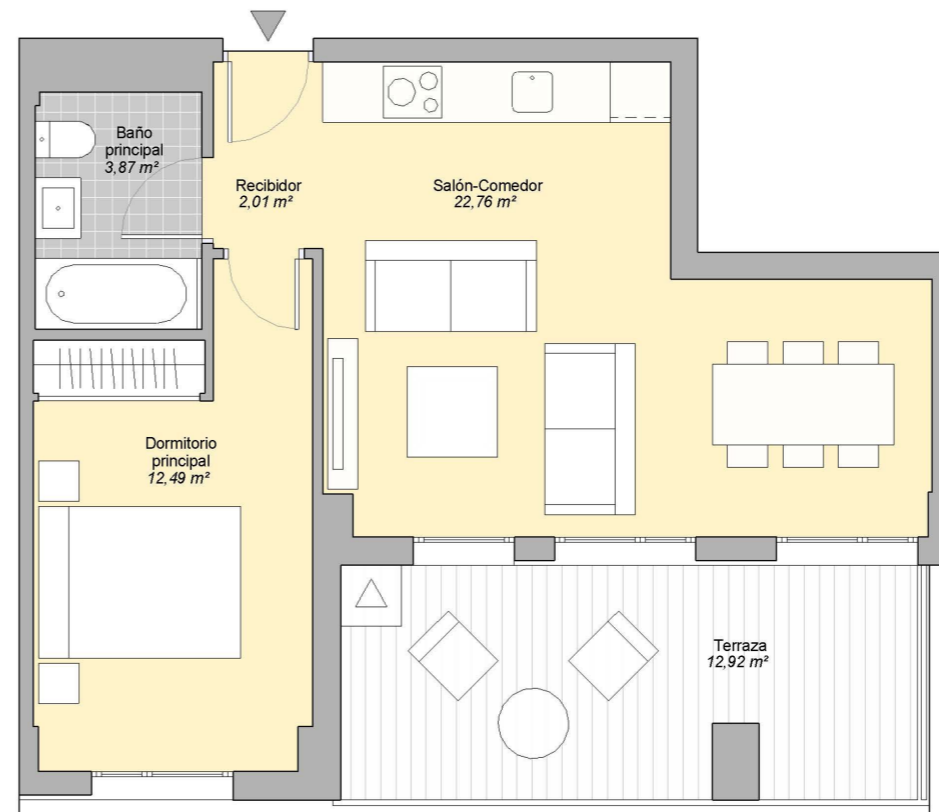 Baño
principal
3,87 m²
Recibidor
2,01 m²
Salón-Comedor
22,76 m²
Dormitorio
principal
12,49 m²
Terraza
12,92 m²